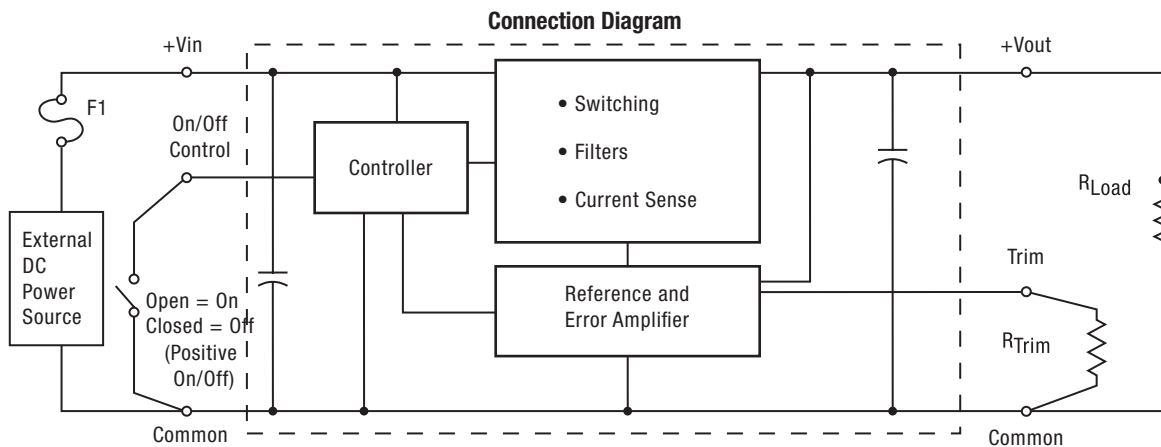 Connection Diagram
+Vin
+Vout
F1
On/Off
Control
External
DC
Power
Source
Open = On
Closed = Off
(Positive
On/Off)
Common
Controller
• Switching
• Filters
• Current Sense
Reference and
Error Amplifier
RLoad
Trim
RTrim
Common